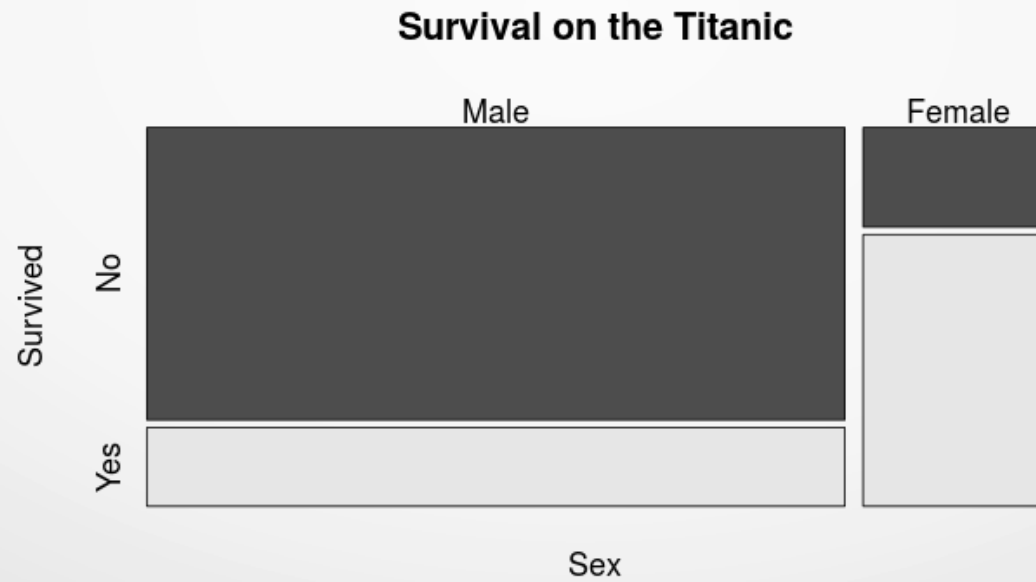 Survival on the Titanic
Male
Female
Survived
No
Yes
Sex